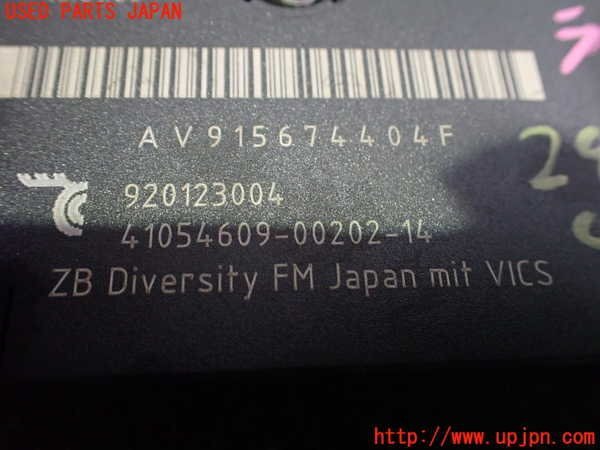 USED PARTS JAPAN
AV915674404F
920123004
41054609-00202-14
ZB Diversity FM Japan mit VICS
http://www.upjpn.com/